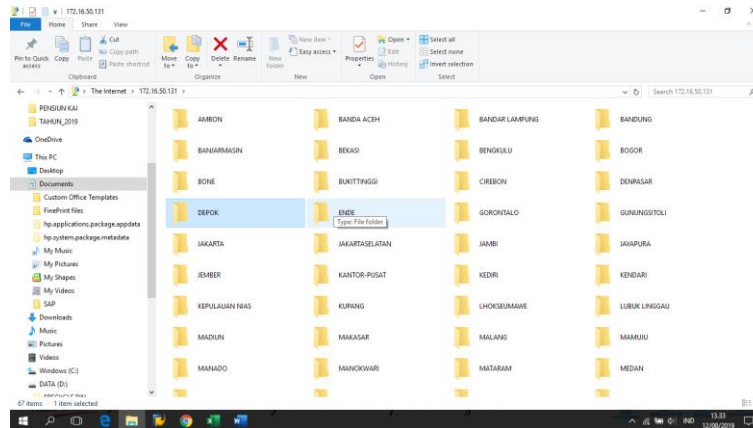 172.16.50.131
File Home Share View
Pin to Quick access
Copy
Paste
Cut
Copy path
Paste shortcut
Clipboard
Move to
Copy to
Delete
Rename
Organize
New folder
New item
Easy access
New
Properties
Open
Edit
History
Open
Select all
Select none
Invert selection
Select
The Internet 172.16.50.131
Search 172.16.50.131
PENSIUN KAI
TAHUN_2019
OneDrive
This PC
Desktop
Documents
Custom Office Templates
FinePrint files
hp.applications.package.appdata
hp.system.package.metadata
My Music
My Pictures
My Shapes
My Videos
SAP
Downloads
Music
Pictures
Videos
Windows (C:)
DATA (D:)
AMBON BANDA ACEH BANDAR LAMPUNG BANDUNG
BANJARMASIN BEKASI BENGKULU BOGOR
BONE BUKITTINGGI CIREBON DENPASAR
DEPOK ENDE GORONTALO GUNUNGSITOLI
Type: File folder
JAKARTA JAKARTASELATAN JAMBI JAYAPURA
JEMBER KANTOR-PUSAT KEDIRI KENDARI
KEPULAUAN NIAS KUPANG LHOKSEUMAWE LUBUK LINGGAU
MADIUN MAKASAR MALANG MAMUJU
MANADO MANOKWARI MATARAM MEDAN
67 items 1 item selected
IND
13.33
12/08/2019